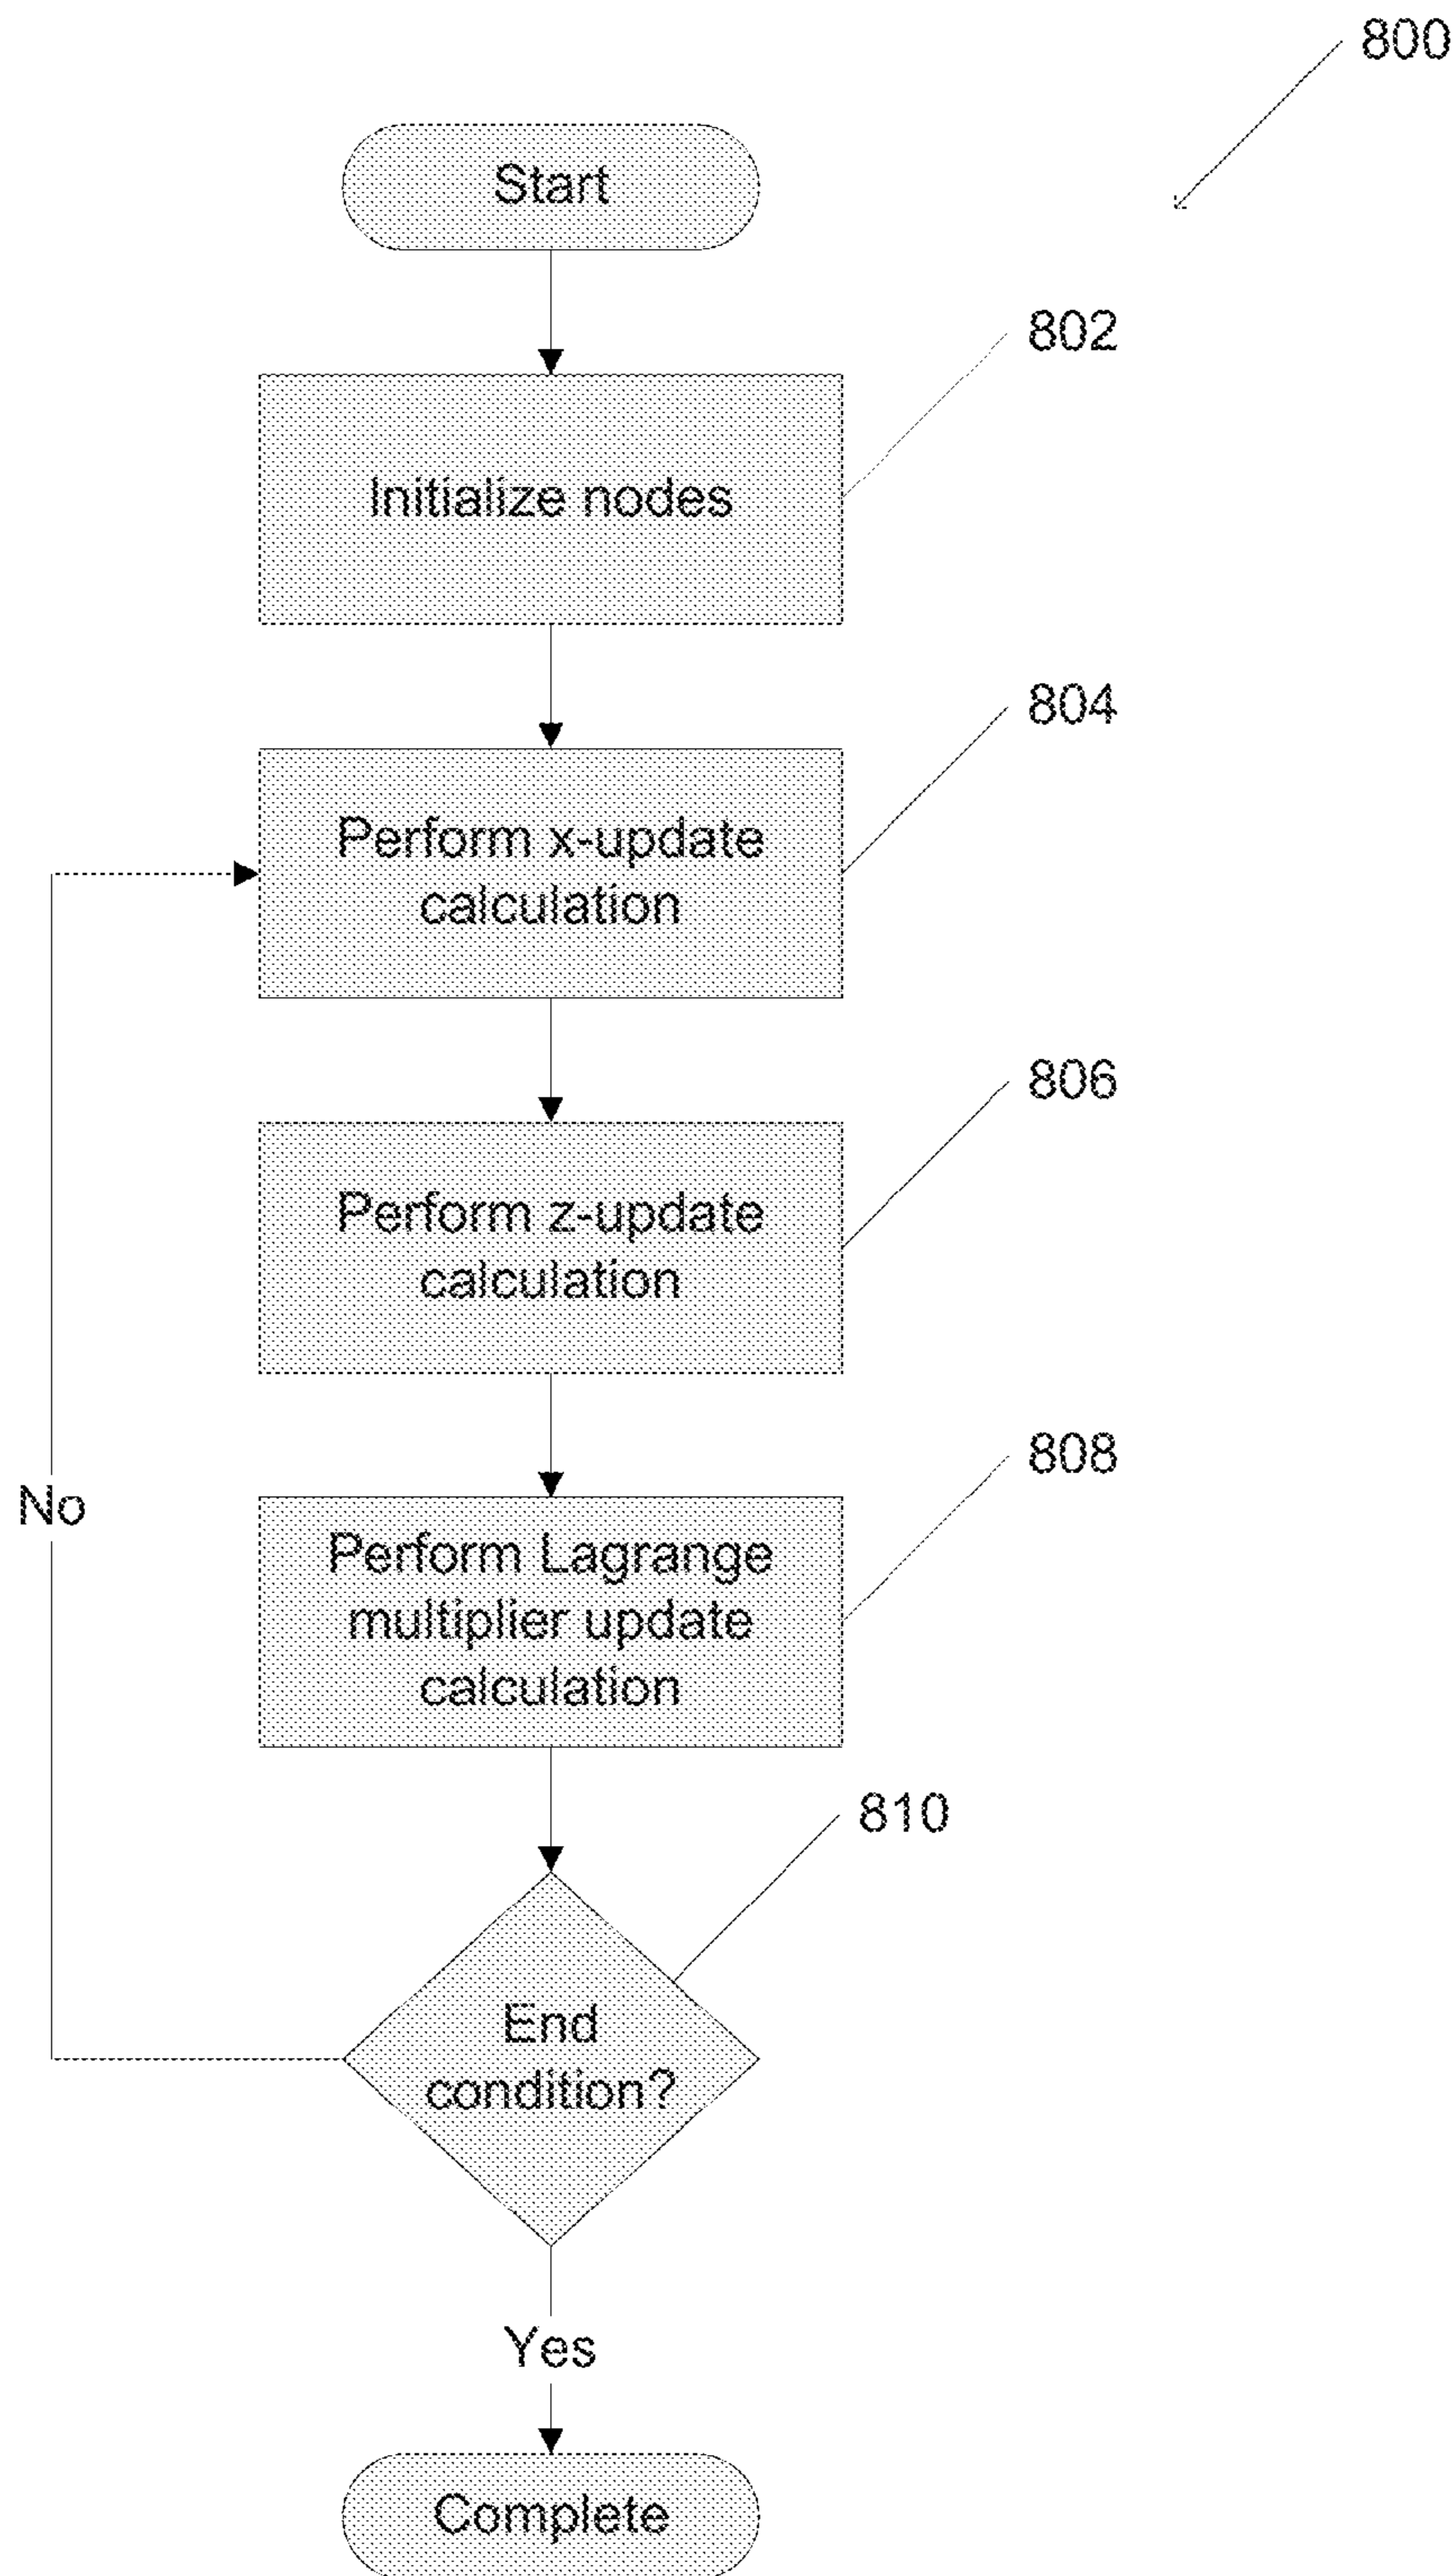 800
Start
802
Initialize nodes
804
Perform x-update
calculation
806
Perform z-update
calculation
808
Perform Lagrange
multiplier update
calculation
No
810
End
condition?
Yes
Complete